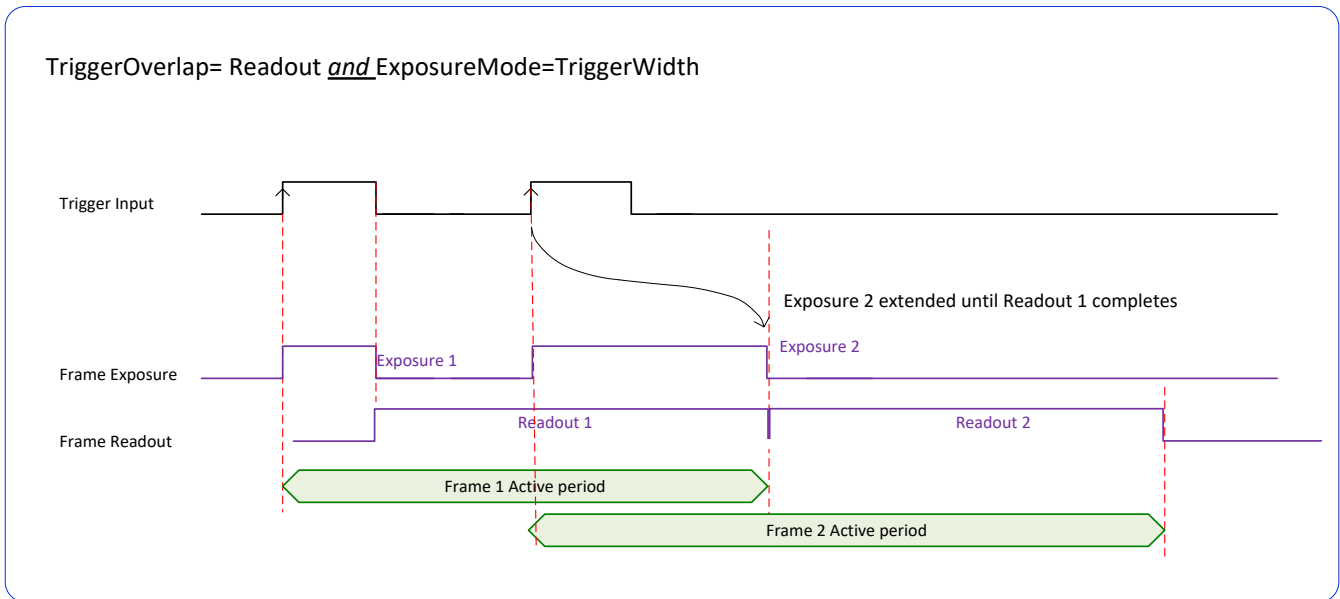 TriggerOverlap= Readout and ExposureMode=TriggerWidth
Trigger Input
Exposure 2 extended until Readout 1 completes
Exposure 1
Exposure 2
Frame Exposure
Readout 1
Readout 2
Frame Readout
Frame 1 Active period
Frame 2 Active period